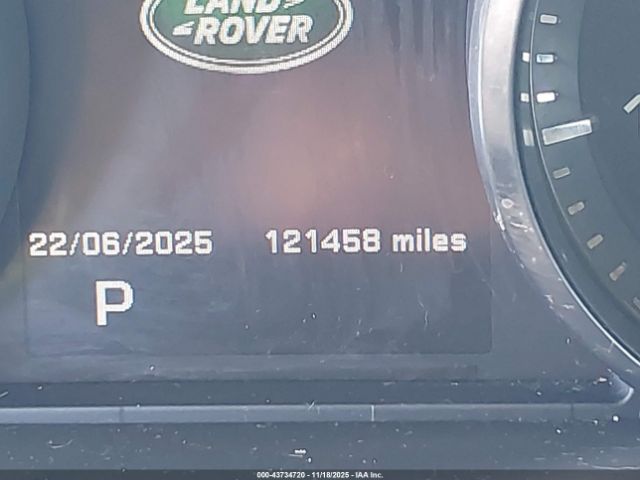 LAND
ROVER
22/06/2025 121458 miles
P
000-43734720 - 11/18/2025 - IAA Inc.